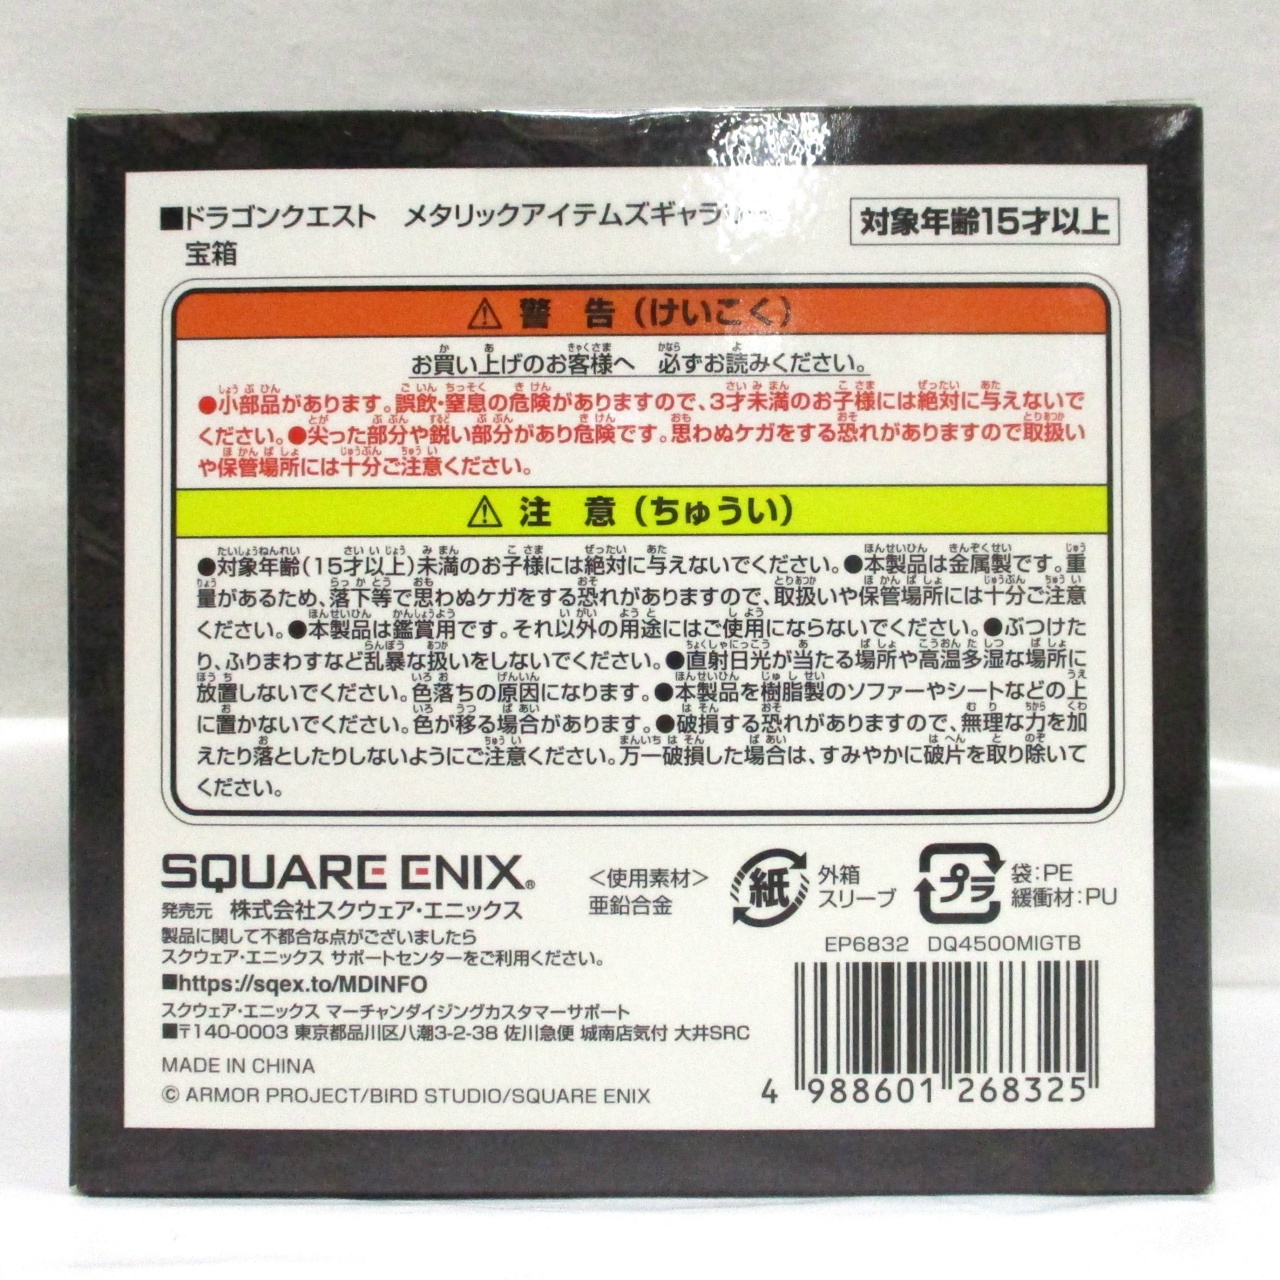 ■ドラゴンクエスト メタリックアイテムズギャラリー
宝箱
対象年齢15才以上
⚠ 警 告（けいこく）
お買い上げのお客様へ 必ずお読みください。
●小部品があります。誤飲・窒息の危険がありますので、3才未満のお子様には絶対に与えないで
ください。●尖った部分や鋭い部分があり危険です。思わぬケガをする恐れがありますので取扱い
や保管場所には十分ご注意ください。
⚠ 注 意（ちゅうい）
●対象年齢(15才以上)未満のお子様には絶対に与えないでください。●本製品は金属製です。重
量があるため、落下等で思わぬケガをする恐れがありますので、取扱いや保管場所には十分ご注意
ください。●本製品は鑑賞用です。それ以外の用途にはご使用にならないでください。●ぶつけた
り、ふりまわすなど乱暴な扱いをしないでください。●直射日光が当たる場所や高温多湿な場所に
放置しないでください。色落ちの原因になります。●本製品を樹脂製のソファーやシートなどの上
に置かないでください。色が移る場合があります。●破損する恐れがありますので、無理な力を加
えたり落としたりしないようにご注意ください。万一破損した場合は、すみやかに破片を取り除いて
ください。
SQUARE ENIX®
発売元 株式会社スクウェア・エニックス
製品に関して不都合な点がございましたら
スクウェア・エニックス サポートセンターをご利用ください。
■https://sqex.to/MDINFO
スクウェア・エニックス マーチャンダイジングカスタマーサポート
■〒140-0003 東京都品川区八潮3-2-38 佐川急便 城南店気付 大井SRC
MADE IN CHINA
© ARMOR PROJECT/BIRD STUDIO/SQUARE ENIX
＜使用素材＞
亜鉛合金
紙
外箱
スリーブ
プラ
袋:PE
緩衝材:PU
EP6832 DQ4500MIGTB
4 988601 268325